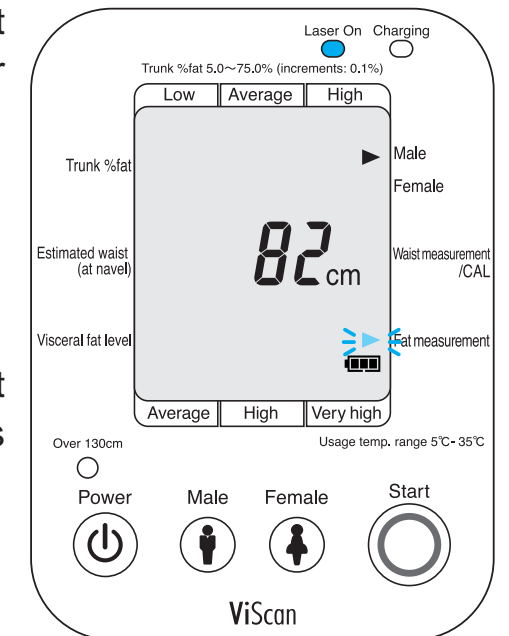 Laser On Charging
Trunk %fat 5.0～75.0% (increments: 0.1%)
Low Average High
Trunk %fat
Male
Female
Estimated waist
(at navel)
82 cm
Waist measurement
/CAL
Visceral fat level
Fat measurement
Average High Very high
Over 130cm
Usage temp. range 5℃- 35℃
Power Male Female Start
ViScan